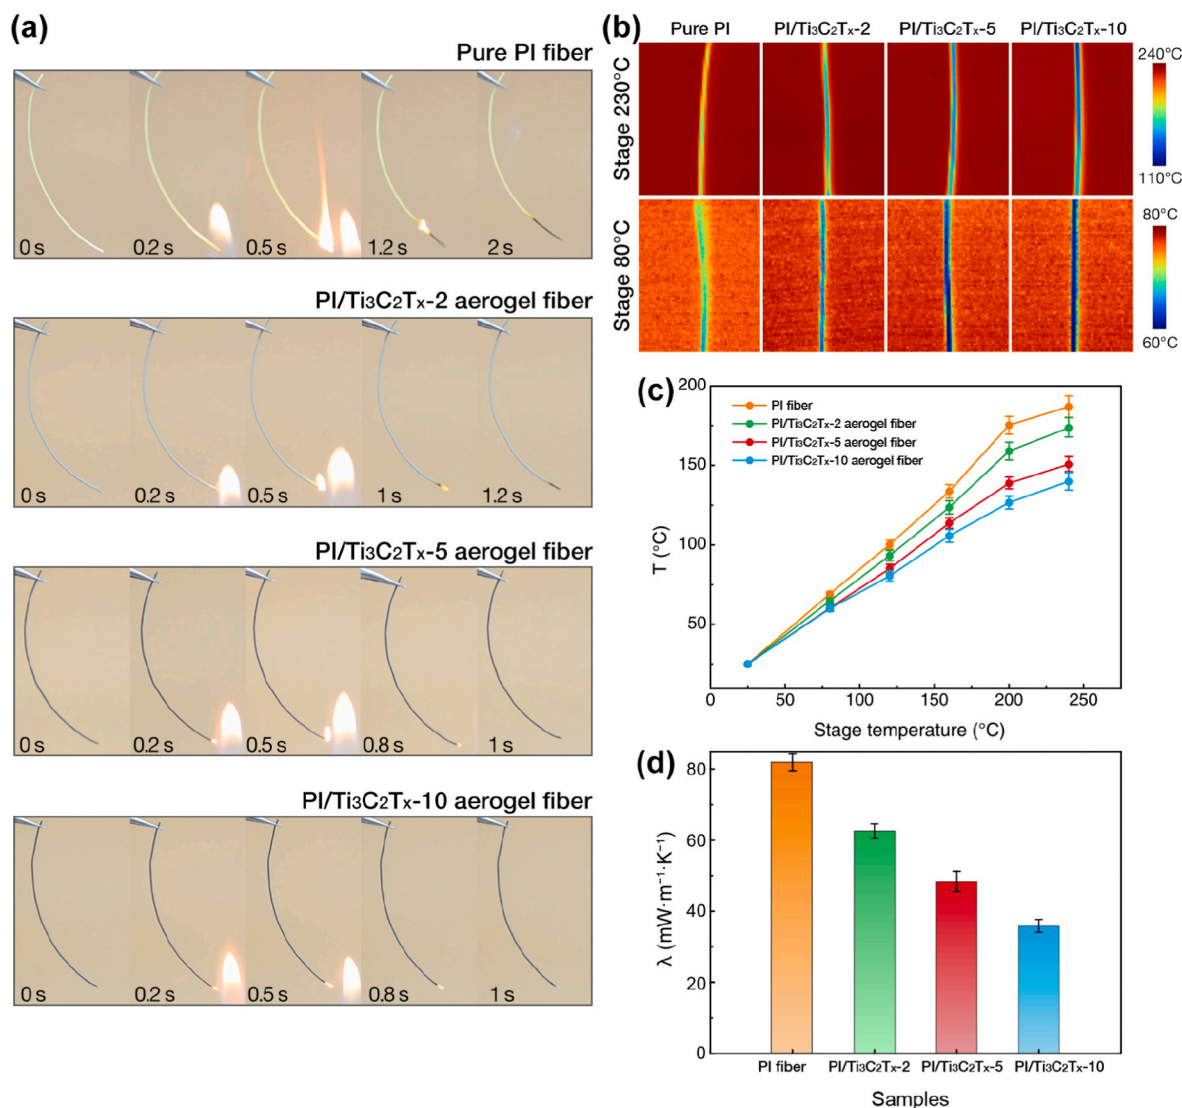 (a)
Pure PI fiber
0 s
0.2 s
0.5 s
1.2 s
2 s
PI/Ti₃C₂Tₓ-2 aerogel fiber
0 s
0.2 s
0.5 s
1 s
1.2 s
PI/Ti₃C₂Tₓ-5 aerogel fiber
0 s
0.2 s
0.5 s
0.8 s
1 s
PI/Ti₃C₂Tₓ-10 aerogel fiber
0 s
0.2 s
0.5 s
0.8 s
1 s
(b)
Pure PI
PI/Ti₃C₂Tₓ-2
PI/Ti₃C₂Tₓ-5
PI/Ti₃C₂Tₓ-10
Stage 230°C
240°C
110°C
Stage 80°C
80°C
60°C
(c)
200
150
100
50
T (°C)
PI fiber
PI/Ti₃C₂Tₓ-2 aerogel fiber
PI/Ti₃C₂Tₓ-5 aerogel fiber
PI/Ti₃C₂Tₓ-10 aerogel fiber
0
50
100
150
200
250
Stage temperature (°C)
(d)
80
60
40
20
0
λ (mW·m⁻¹·K⁻¹)
PI fiber
PI/Ti₃C₂Tₓ-2
PI/Ti₃C₂Tₓ-5
PI/Ti₃C₂Tₓ-10
Samples